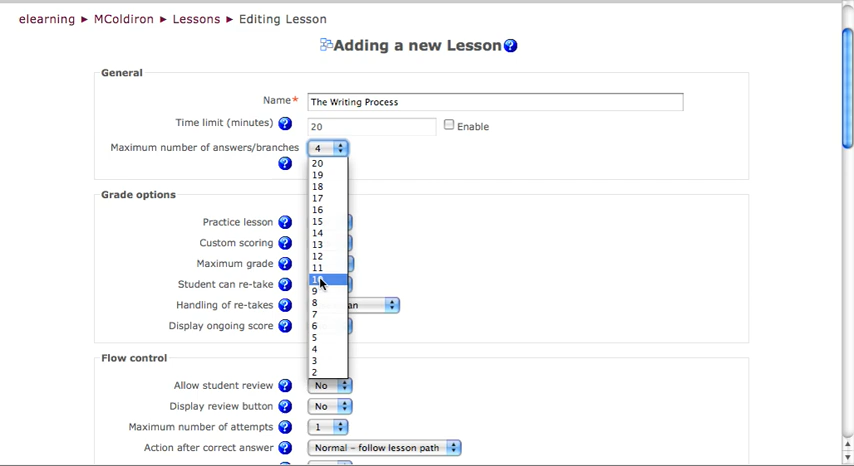 elearning ► MColdiron ► Lessons ► Editing Lesson
Adding a new Lesson
General
Name* The Writing Process
Time limit (minutes) 20 Enable
Maximum number of answers/branches 4
20
19
18
17
16
15
14
13
12
11
9
8
7
6
5
4
3
2
Grade options
Practice lesson
Custom scoring
Maximum grade
Student can re-take
Handling of re-takes
Display ongoing score
Flow control
Allow student review No
Display review button No
Maximum number of attempts 1
Action after correct answer Normal – follow lesson path